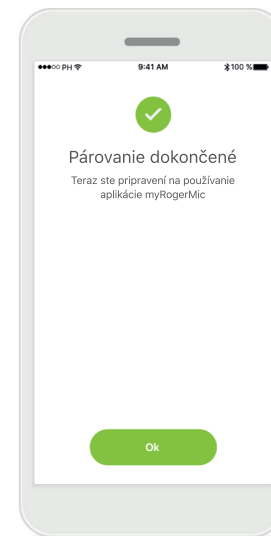 ●●●○○ PH 9:41 AM 100 %
Párovanie dokončené
Teraz ste pripravení na používanie
aplikácie myRogerMic
Ok